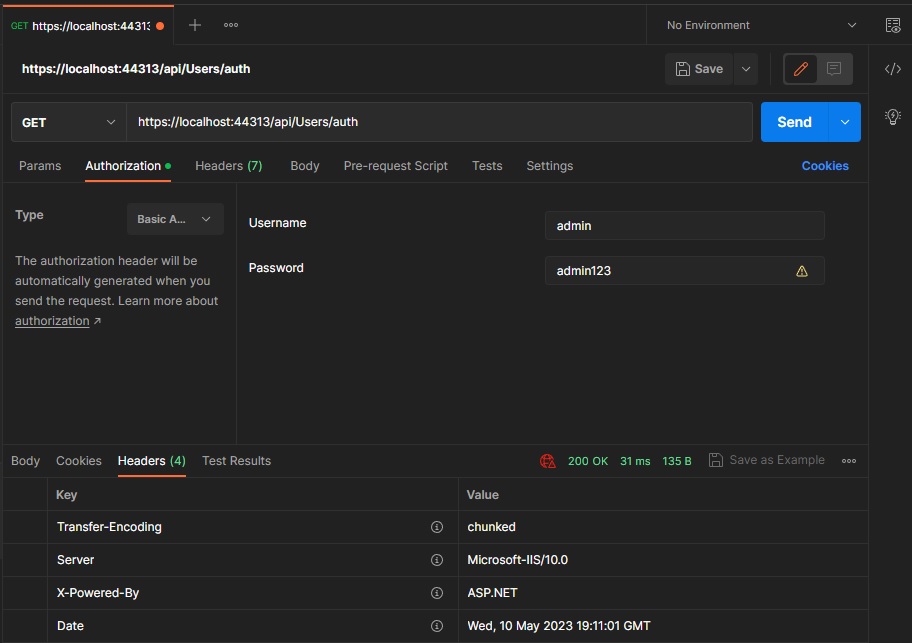 GET https://localhost:44313
No Environment
https://localhost:44313/api/Users/auth
Save
GET
https://localhost:44313/api/Users/auth
Send
Params Authorization Headers (7) Body Pre-request Script Tests Settings Cookies
Type
Basic A...
The authorization header will be
automatically generated when you
send the request. Learn more about
authorization ↗
Username
admin
Password
admin123
Body Cookies Headers (4) Test Results 200 OK 31 ms 135 B Save as Example
Key Value
Transfer-Encoding chunked
Server Microsoft-IIS/10.0
X-Powered-By ASP.NET
Date Wed, 10 May 2023 19:11:01 GMT